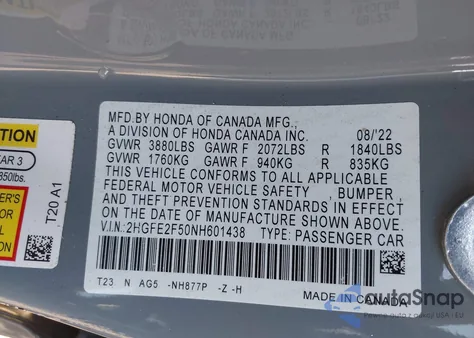 MFD.BY HONDA OF CANADA MFG.,
A DIVISION OF HONDA CANADA INC. 08/'22
GVWR 3880LBS GAWR F 2072LBS R 1840LBS
GVWR 1760KG GAWR F 940KG R 835KG
THIS VEHICLE CONFORMS TO ALL APPLICABLE
FEDERAL MOTOR VEHICLE SAFETY , BUMPER ,
AND THEFT PREVENTION STANDARDS IN EFFECT
ON THE DATE OF MANUFACTURE SHOWN ABOVE.
V.I.N.:2HGFE2F50NH601438 TYPE: PASSENGER CAR
T23 N AG5 -NH877P -Z -H
MADE IN CANADA
AR 3
850lbs.
T20 A1
autoSnap